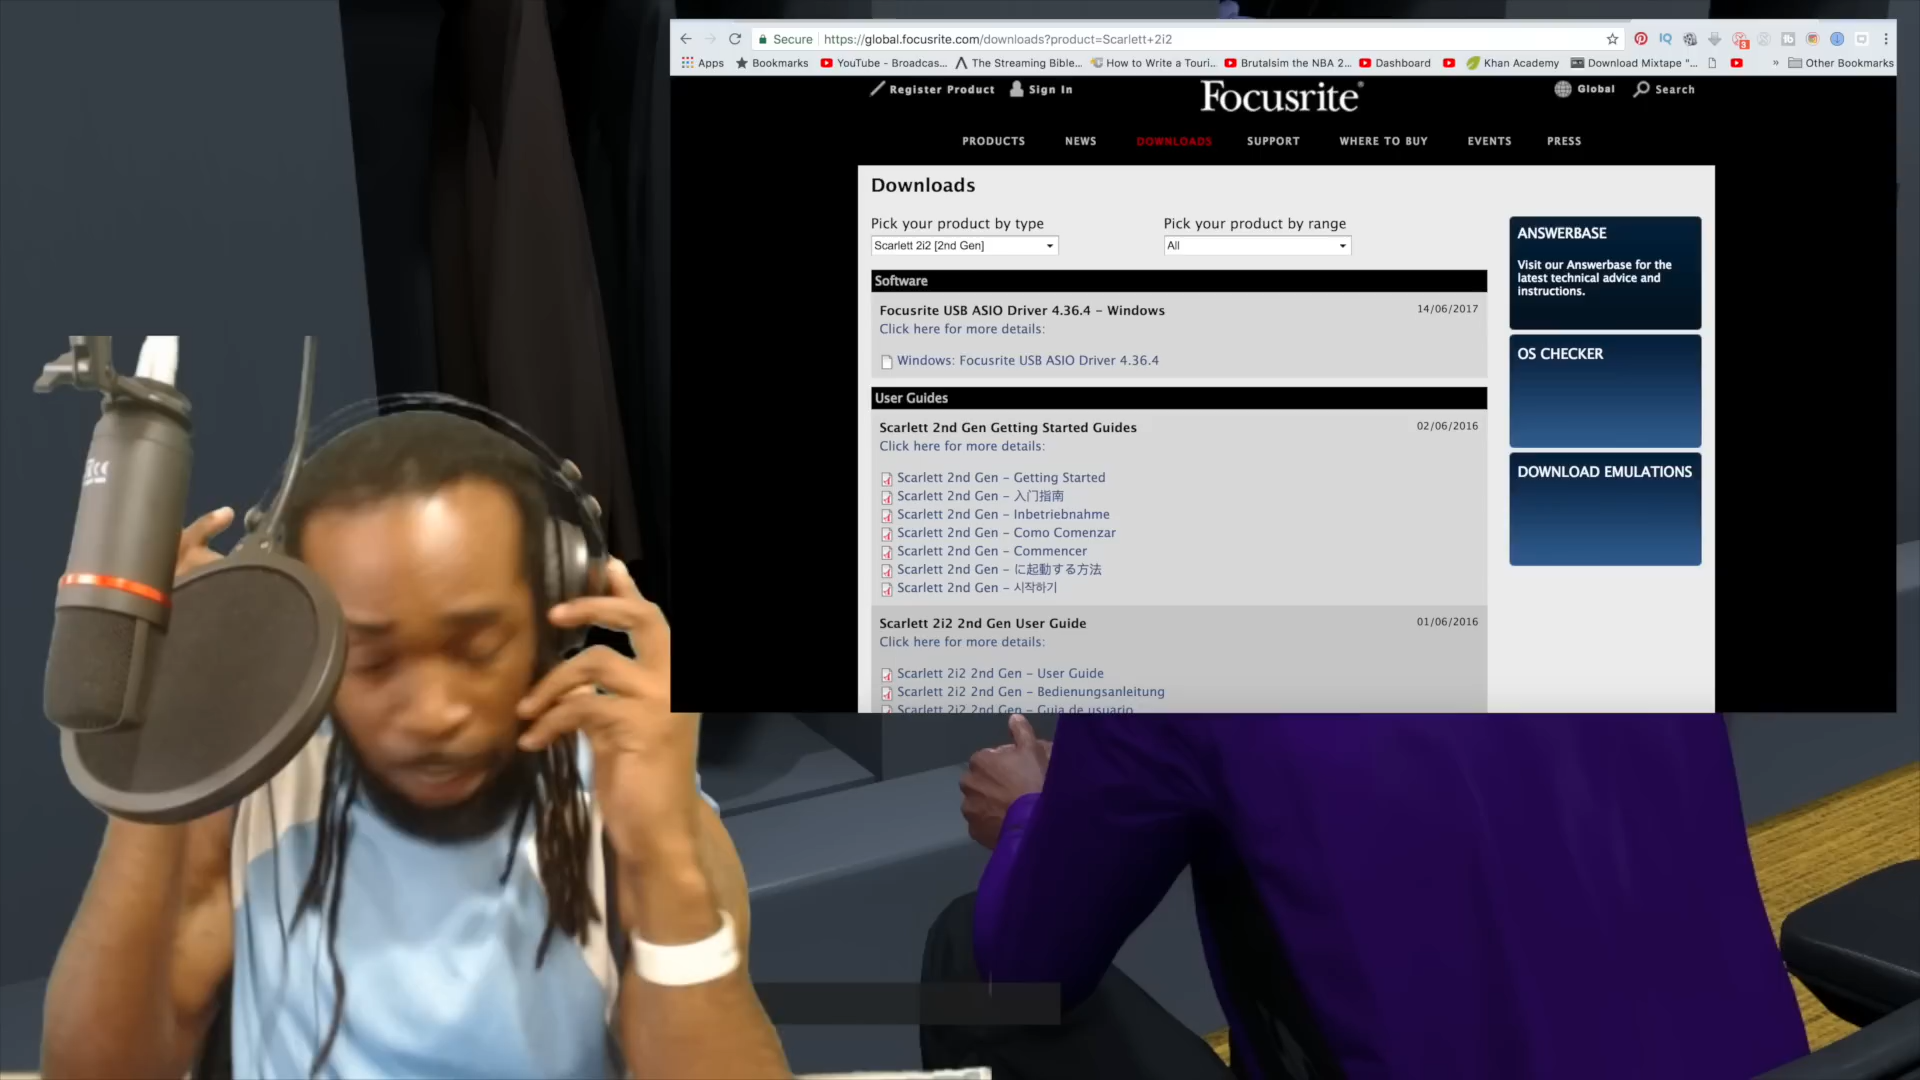 Secure https://global.focusrite.com/downloads?product=Scarlett+2i2
Apps Bookmarks YouTube - Broadcas... The Streaming Bible... How to Write a Touri... Brutalsim the NBA 2... Dashboard Khan Academy Download Mixtape "... » Other Bookmarks
Register Product Sign In Focusrite® Global Search
PRODUCTS NEWS DOWNLOADS SUPPORT WHERE TO BUY EVENTS PRESS
Downloads
Pick your product by type Pick your product by range
Scarlett 2i2 [2nd Gen] All
Software
Focusrite USB ASIO Driver 4.36.4 – Windows 14/06/2017
Click here for more details:
Windows: Focusrite USB ASIO Driver 4.36.4
User Guides
Scarlett 2nd Gen Getting Started Guides 02/06/2016
Click here for more details:
Scarlett 2nd Gen – Getting Started
Scarlett 2nd Gen – 入门指南
Scarlett 2nd Gen – Inbetriebnahme
Scarlett 2nd Gen – Como Comenzar
Scarlett 2nd Gen – Commencer
Scarlett 2nd Gen – に起動する方法
Scarlett 2nd Gen – 시작하기
Scarlett 2i2 2nd Gen User Guide 01/06/2016
Click here for more details:
Scarlett 2i2 2nd Gen – User Guide
Scarlett 2i2 2nd Gen – Bedienungsanleitung
Scarlett 2i2 2nd Gen – Guia de usuario
ANSWERBASE
Visit our Answerbase for the
latest technical advice and
instructions.
OS CHECKER
DOWNLOAD EMULATIONS